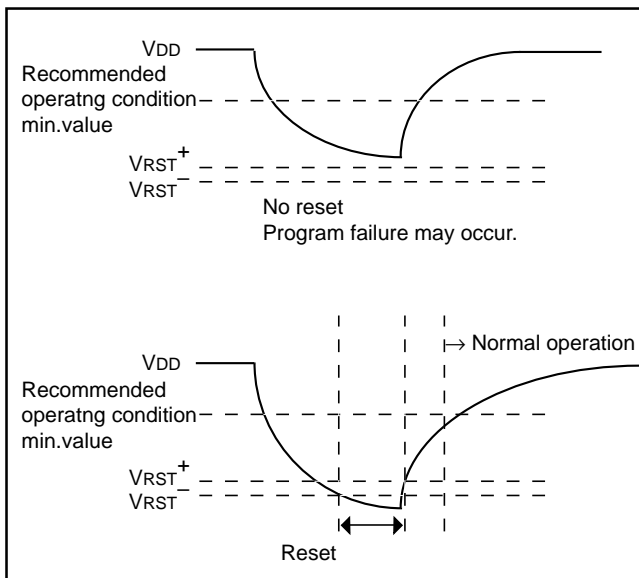 VDD
Recommended
operatng condition
min.value
VRST+
VRST−
No reset
Program failure may occur.
→ Normal operation
VDD
Recommended
operatng condition
min.value
VRST+
VRST−
Reset